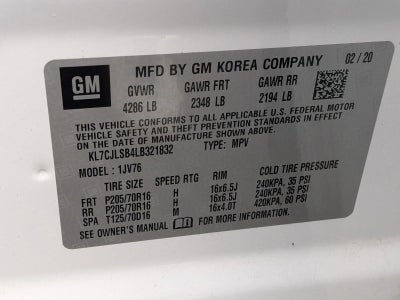 GM
MFD BY GM KOREA COMPANY
02 / 20
GVWR GAWR FRT GAWR RR
4286 LB 2348 LB 2194 LB
THIS VEHICLE CONFORMS TO ALL APPLICABLE U.S. FEDERAL MOTOR
VEHICLE SAFETY AND THEFT PREVENTION STANDARDS IN EFFECT
ON THE DATE OF MANUFACTURE SHOWN ABOVE.
KL7CJLSB4LB321832 TYPE: MPV
MODEL : 1JV76
TIRE SIZE SPEED RTG RIM COLD TIRE PRESSURE
FRT P205/70R16 H 16x6.5J 240KPA, 35 PSI
RR P205/70R16 H 16x6.5J 240KPA, 35 PSI
SP T125/70D16 M 16x4.0T 420KPA, 60 PSI
SEE OWNER'S MANUAL FOR MORE INFORMATION.